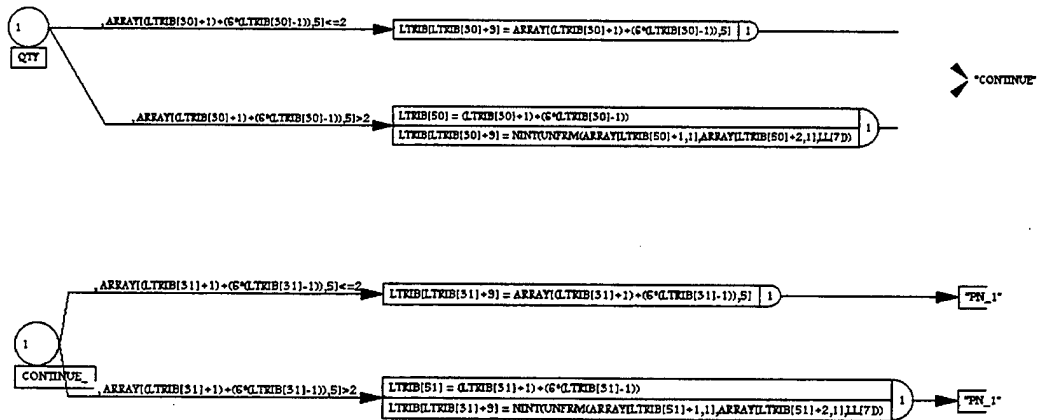 ,ARRAY[(LTRIB[30]+1)+(6*(LTRIB[30]-1)),5]<=2
LTRIB[LTRIB[30]+9] = ARRAY[(LTRIB[30]+1)+(6*(LTRIB[30]-1)),5]
1
1
QTY
"CONTINUE"
,ARRAY[(LTRIB[30]+1)+(6*(LTRIB[30]-1)),5]>2
LTRIB[50] = (LTRIB[30]+1)+(6*(LTRIB[30]-1))
LTRIB[LTRIB[30]+9] = NINT(UNFRM(ARRAY[LTRIB[50]+1,1],ARRAY[LTRIB[50]+2,1],LL[7]))
1
,ARRAY[(LTRIB[31]+1)+(6*(LTRIB[31]-1)),5]<=2
LTRIB[LTRIB[31]+9] = ARRAY[(LTRIB[31]+1)+(6*(LTRIB[31]-1)),5]
1
"PN_1"
1
CONTINUE_
,ARRAY[(LTRIB[31]+1)+(6*(LTRIB[31]-1)),5]>2
LTRIB[51] = (LTRIB[31]+1)+(6*(LTRIB[31]-1))
LTRIB[LTRIB[31]+9] = NINT(UNFRM(ARRAY[LTRIB[51]+1,1],ARRAY[LTRIB[51]+2,1],LL[7]))
1
"PN_1"